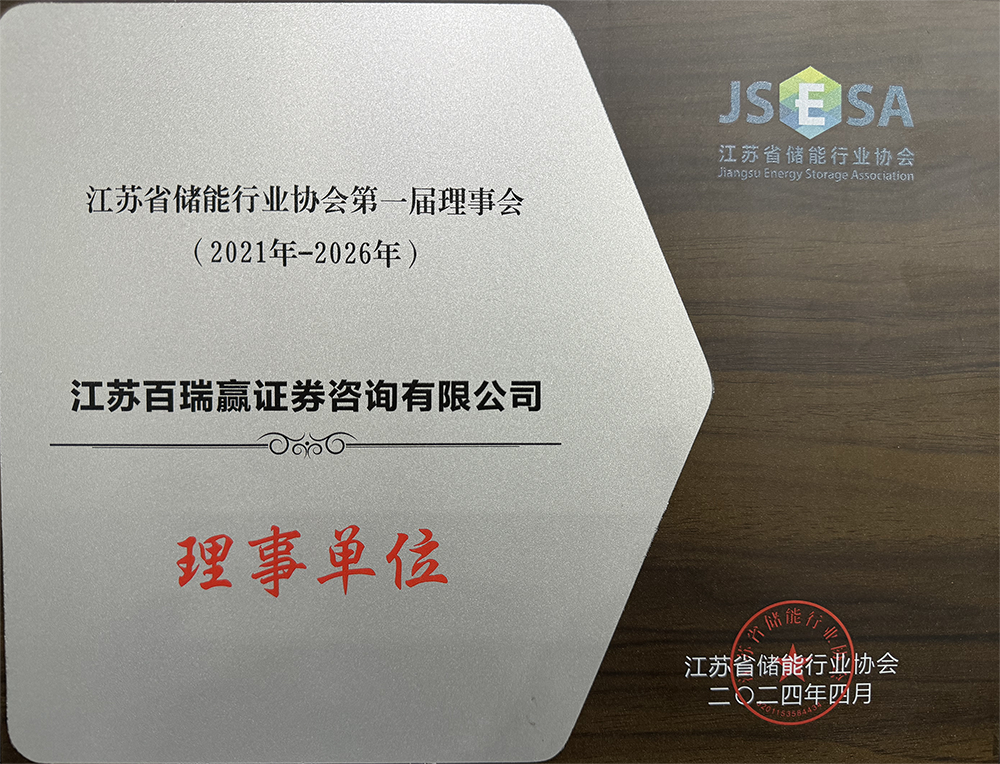 江苏省储能行业协会第一届理事会
（2021年-2026年）
江苏百瑞赢证券咨询有限公司
理事单位
JSESA
江苏省储能行业协会
Jiangsu Energy Storage Association
江苏省储能行业协会
二〇二四年四月